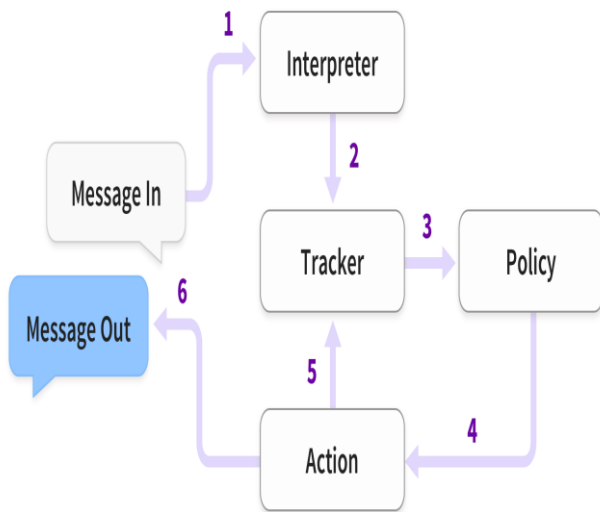 1
Interpreter
2
Message In
Tracker
3
Policy
6
Message Out
5
4
Action